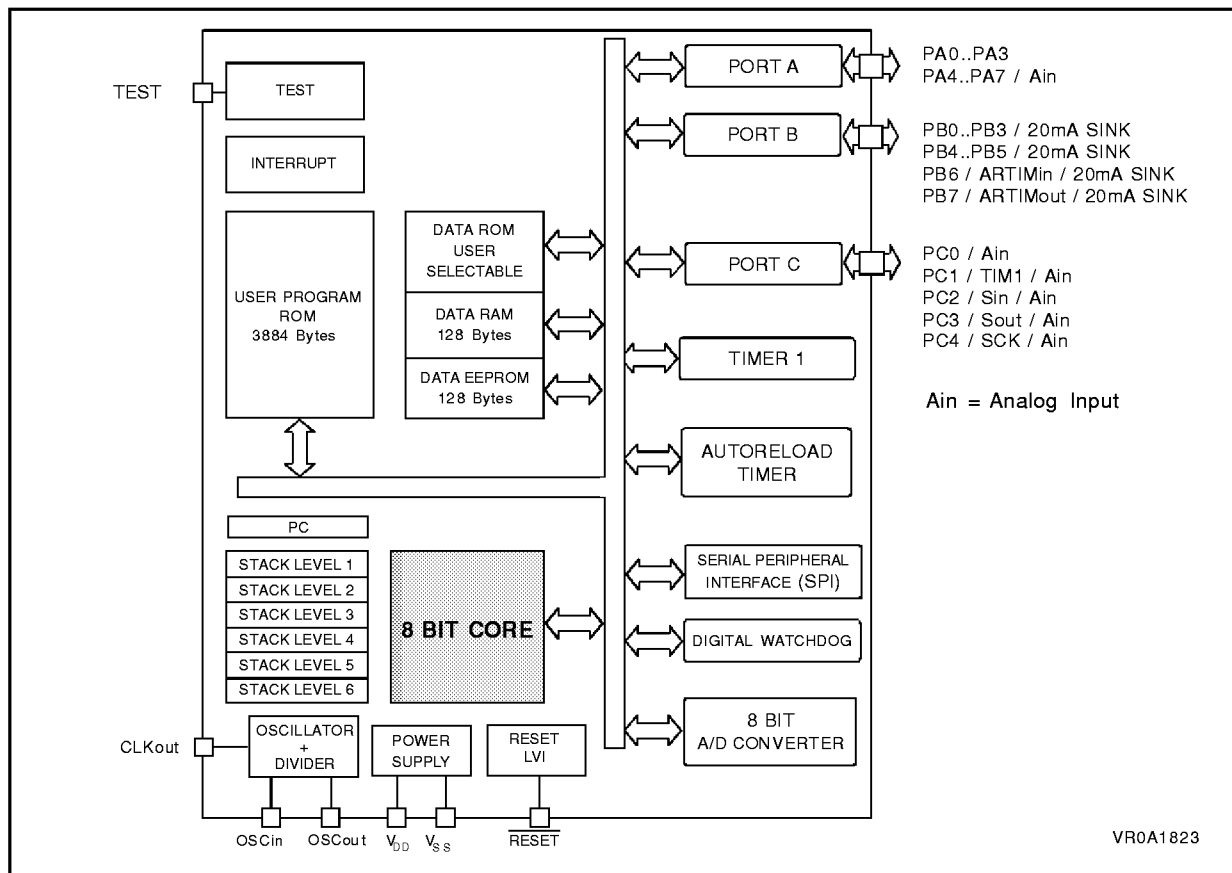 TEST
TEST
INTERRUPT
USER PROGRAM
ROM
3884 Bytes
DATA ROM
USER
SELECTABLE
DATA RAM
128 Bytes
DATA EEPROM
128 Bytes
PC
STACK LEVEL 1
STACK LEVEL 2
STACK LEVEL 3
STACK LEVEL 4
STACK LEVEL 5
STACK LEVEL 6
8 BIT CORE
CLKout
OSCILLATOR
+
DIVIDER
POWER
SUPPLY
RESET
LVI
OSCin
OSCout
VDD
VSS
RESET
PORT A
PORT B
PORT C
TIMER 1
AUTORELOAD
TIMER
SERIAL PERIPHERAL
INTERFACE (SPI)
DIGITAL WATCHDOG
8 BIT
A/D CONVERTER
PA0..PA3
PA4..PA7 / Ain
PB0..PB3 / 20mA SINK
PB4..PB5 / 20mA SINK
PB6 / ARTIMin / 20mA SINK
PB7 / ARTIMout / 20mA SINK
PC0 / Ain
PC1 / TIM1 / Ain
PC2 / Sin / Ain
PC3 / Sout / Ain
PC4 / SCK / Ain
Ain = Analog Input
VR0A1823